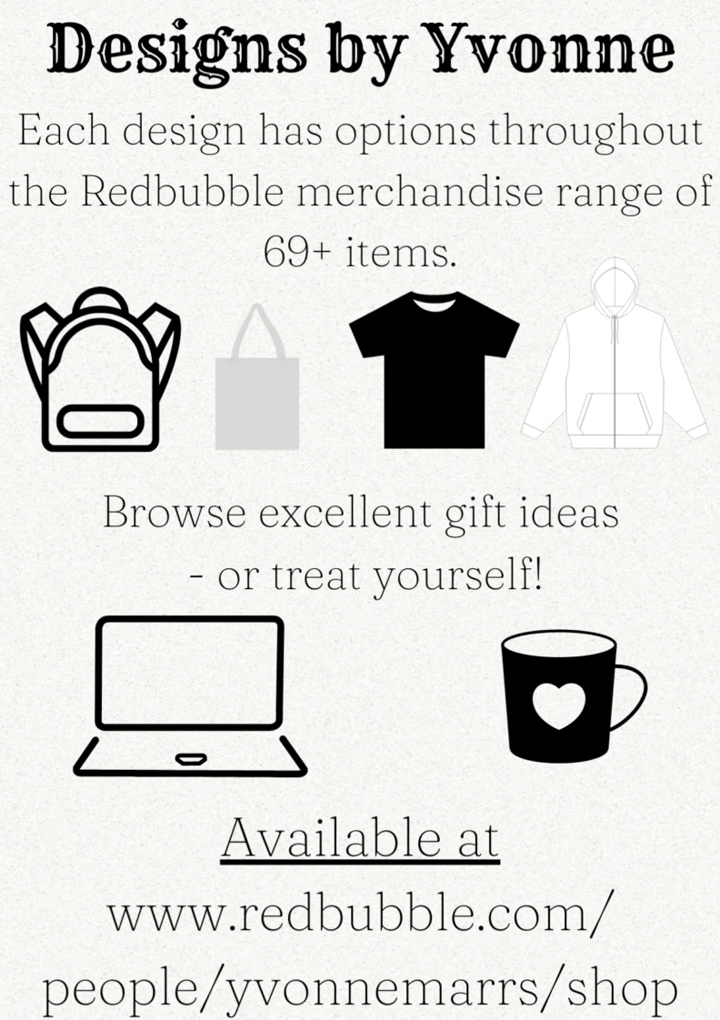 Designs by Yvonne
Each design has options throughout
the Redbubble merchandise range of
69+ items.
Browse excellent gift ideas
- or treat yourself!
Available at
www.redbubble.com/
people/yvonnemarrs/shop